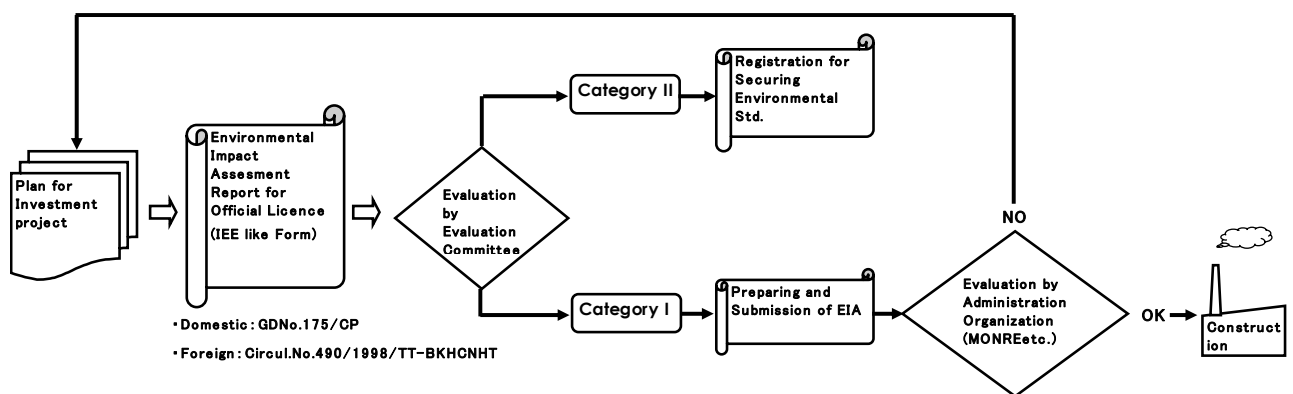 Plan for
Investment
project
Environmental
Impact
Assesment
Report for
Official Licence
(IEE like Form)
・Domestic:GDNo.175/CP
・Foreign:Circul.No.490/1998/TT-BKHCNHT
Evaluation
by
Evaluation
Committee
Category II
Registration for
Securing
Environmental
Std.
Category I
Preparing and
Submission of EIA
NO
Evaluation by
Administration
Organization
(MONREetc.)
OK
Construct
ion